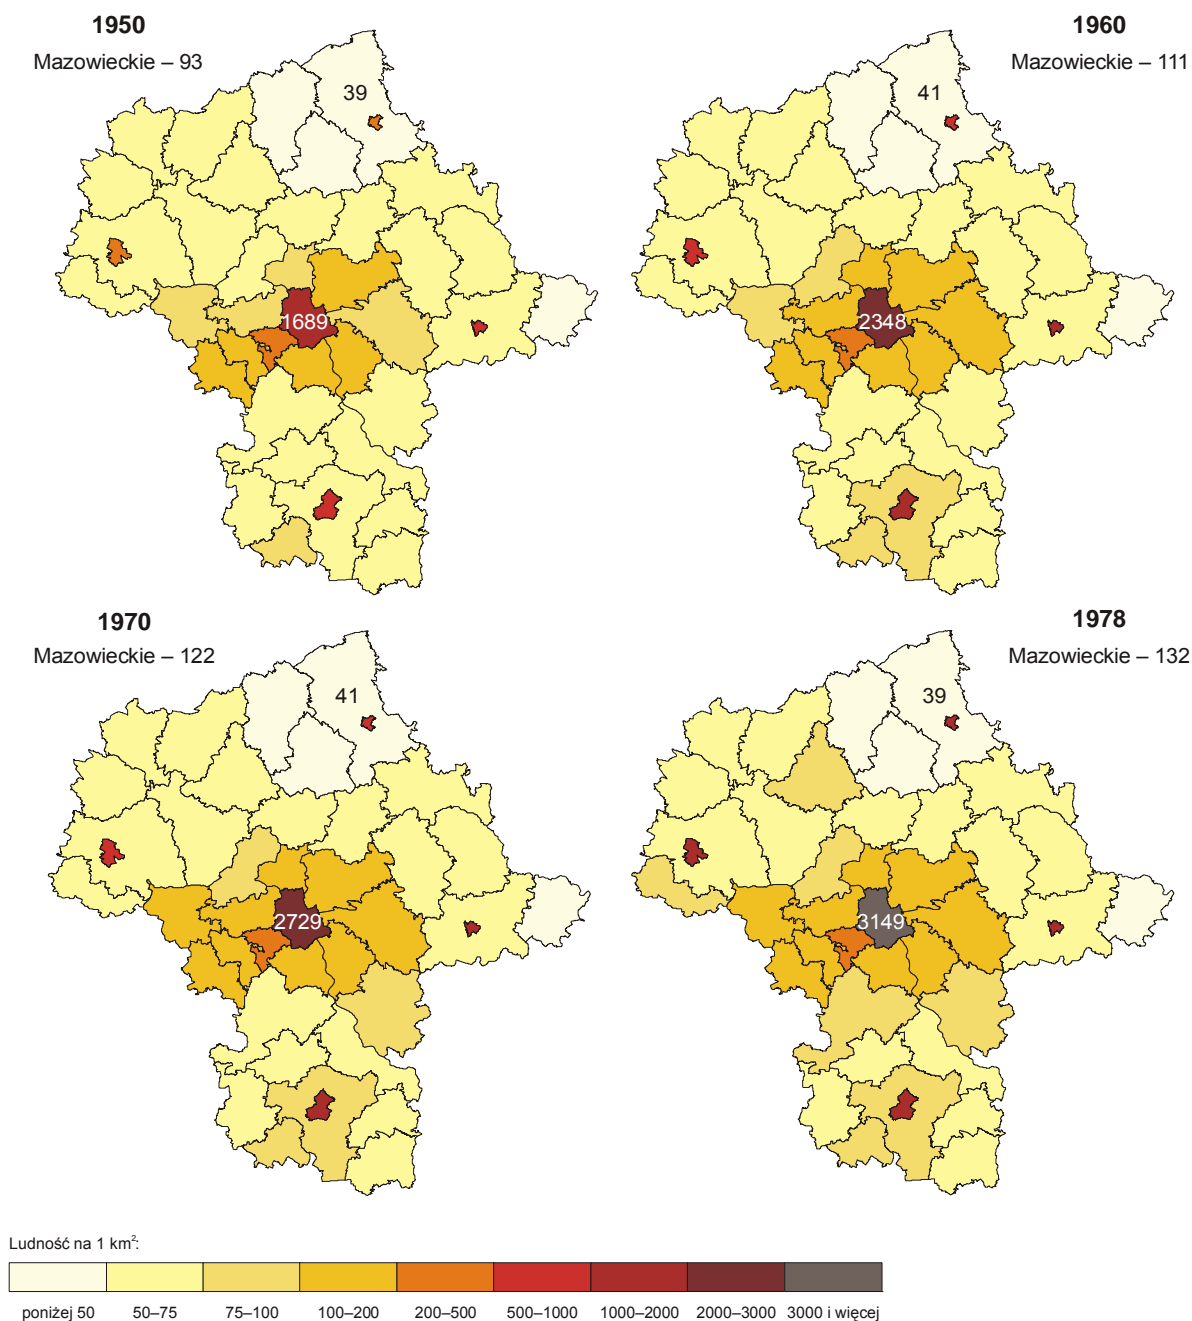 1950
Mazowieckie – 93
39
1689
1960
Mazowieckie – 111
41
2348
1970
Mazowieckie – 122
41
2729
1978
Mazowieckie – 132
39
3149
Ludność na 1 km²:
poniżej 50 50–75 75–100 100–200 200–500 500–1000 1000–2000 2000–3000 3000 i więcej